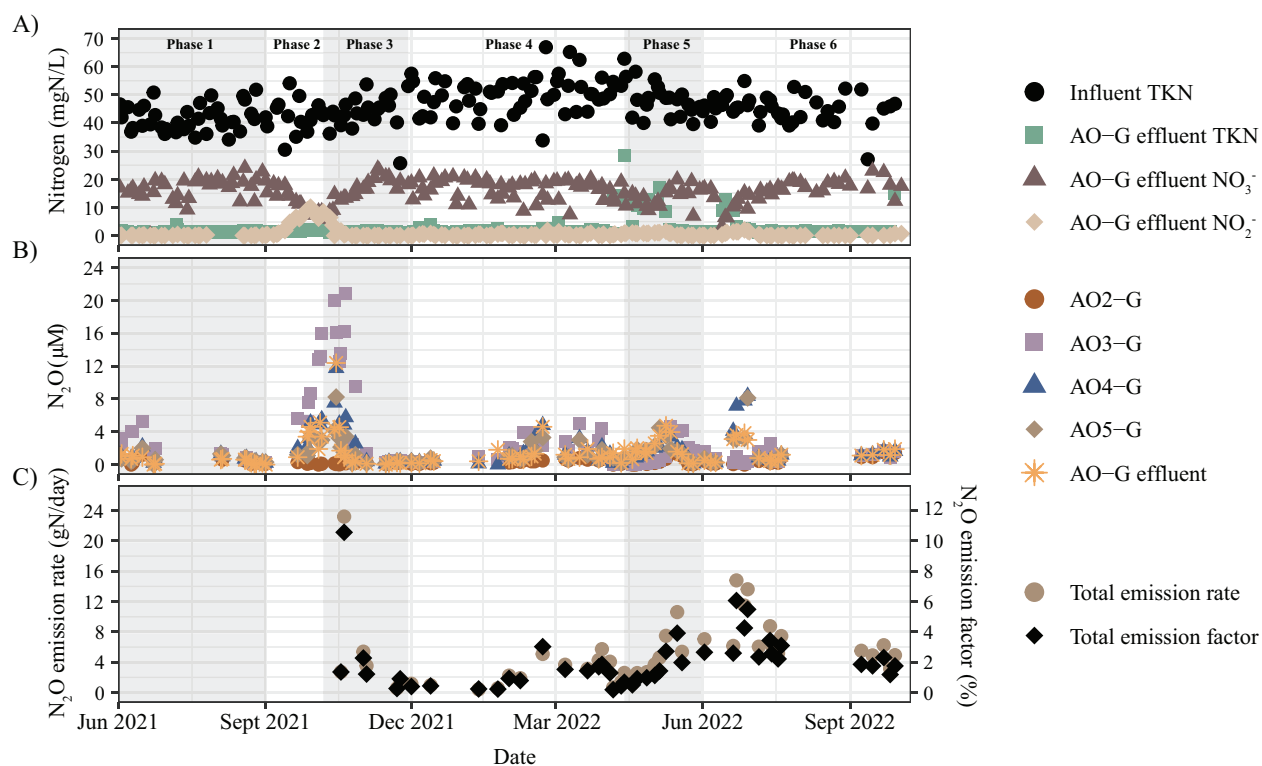 A)
Phase 1 Phase 2 Phase 3 Phase 4 Phase 5 Phase 6
Nitrogen (mgN/L)
70
60
50
40
30
20
10
0
Influent TKN
AO−G effluent TKN
AO−G effluent NO₃⁻
AO−G effluent NO₂⁻
B)
N₂O (μM)
24
20
16
12
8
4
0
AO2−G
AO3−G
AO4−G
AO5−G
AO−G effluent
C)
N₂O emission rate (gN/day)
24
20
16
12
8
4
0
12
10
8
6
4
2
0
N₂O emission factor (%)
Total emission rate
Total emission factor
Jun 2021 Sept 2021 Dec 2021 Mar 2022 Jun 2022 Sept 2022
Date